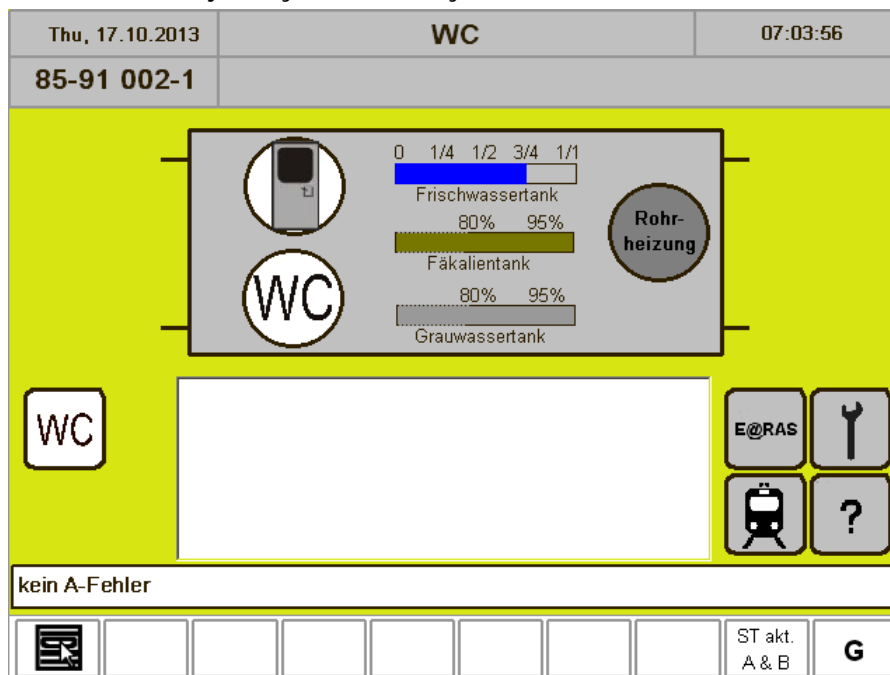 Thu, 17.10.2013 WC 07:03:56
85-91 002-1
0 1/4 1/2 3/4 1/1
Frischwassertank
80% 95%
Rohr-
heizung
Fäkalientank
WC
80% 95%
Grauwassertank
WC
E@RAS
?
kein A-Fehler
ST akt.
A & B
G